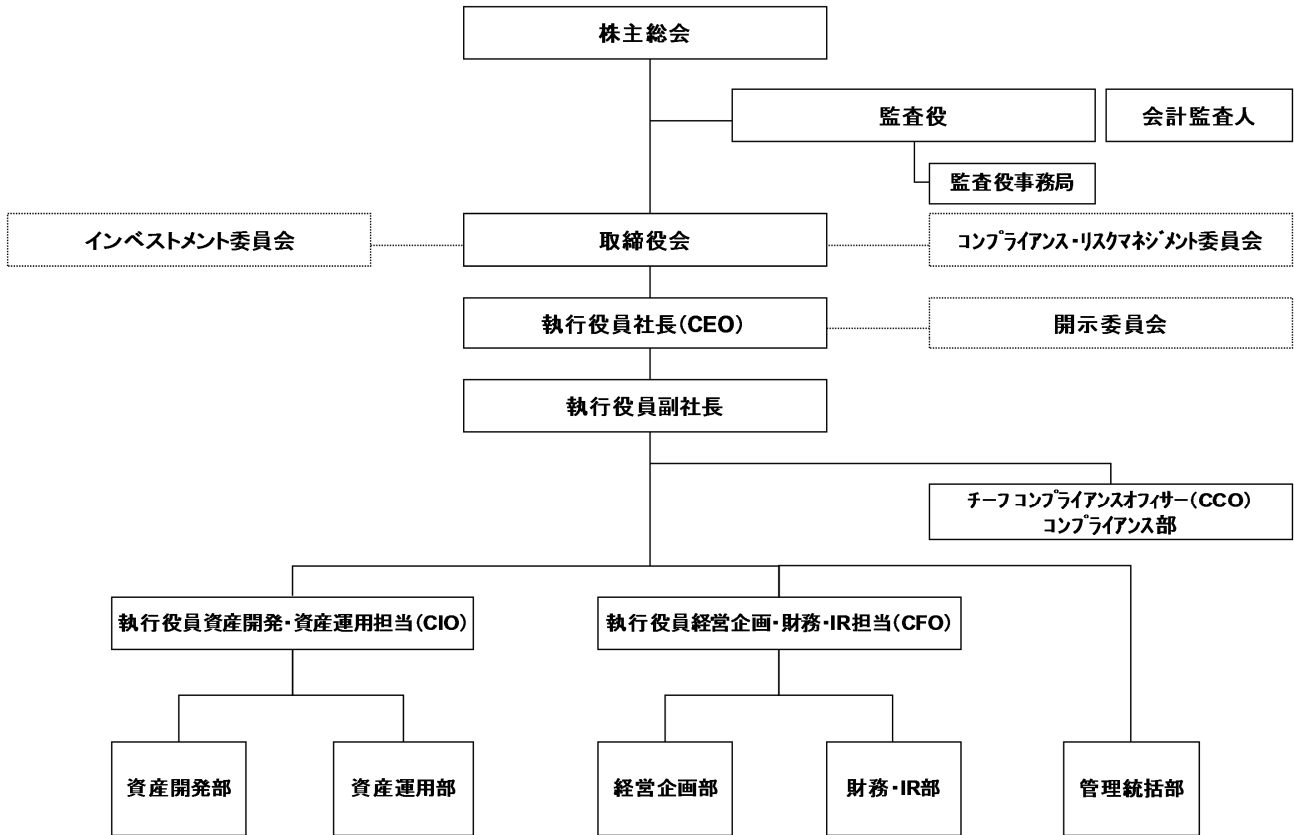 株主総会
監査役
会計監査人
監査役事務局
インベストメント委員会
取締役会
コンプライアンス・リスクマネジメント委員会
執行役員社長(CEO)
開示委員会
執行役員副社長
チーフコンプライアンスオフィサー(CCO)
コンプライアンス部
執行役員資産開発・資産運用担当(CIO)
執行役員経営企画・財務・IR担当(CFO)
資産開発部
資産運用部
経営企画部
財務・IR部
管理統括部